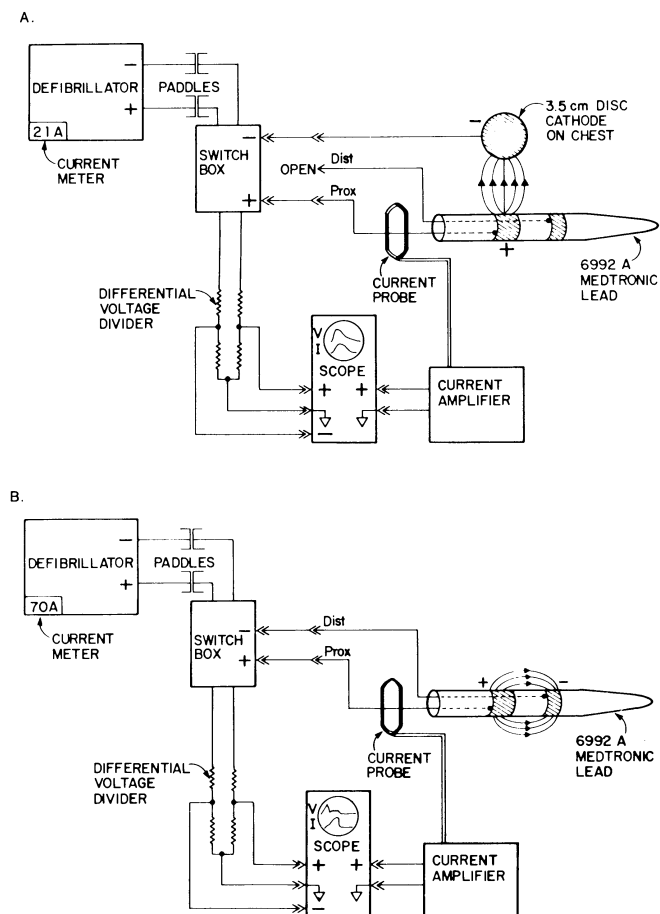 A.
DEFIBRILLATOR
−
+
PADDLES
21A
CURRENT
METER
SWITCH
BOX
−
+
−
3.5 cm DISC
CATHODE
ON CHEST
OPEN
Dist
Prox
+
CURRENT
PROBE
6992 A
MEDTRONIC
LEAD
DIFFERENTIAL
VOLTAGE
DIVIDER
V
I
SCOPE
+ +
−
CURRENT
AMPLIFIER
B.
DEFIBRILLATOR
−
+
PADDLES
70A
CURRENT
METER
SWITCH
BOX
−
+
Dist
Prox
+ −
CURRENT
PROBE
6992 A
MEDTRONIC
LEAD
DIFFERENTIAL
VOLTAGE
DIVIDER
V
I
SCOPE
+ +
−
CURRENT
AMPLIFIER